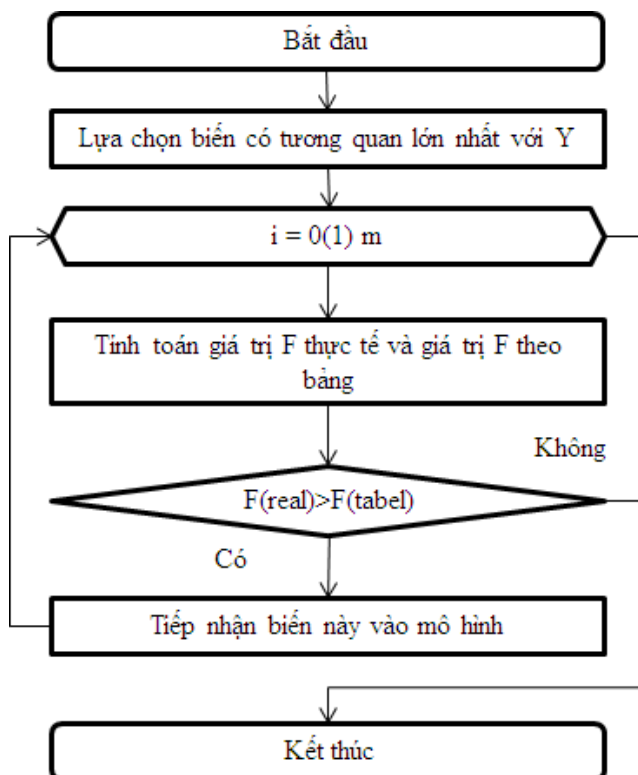 Bắt đầu
Lựa chọn biến có tương quan lớn nhất với Y
i = 0(1) m
Tính toán giá trị F thực tế và giá trị F theo
bảng
Không
F(real)>F(tabel)
Có
Tiếp nhận biến này vào mô hình
Kết thúc